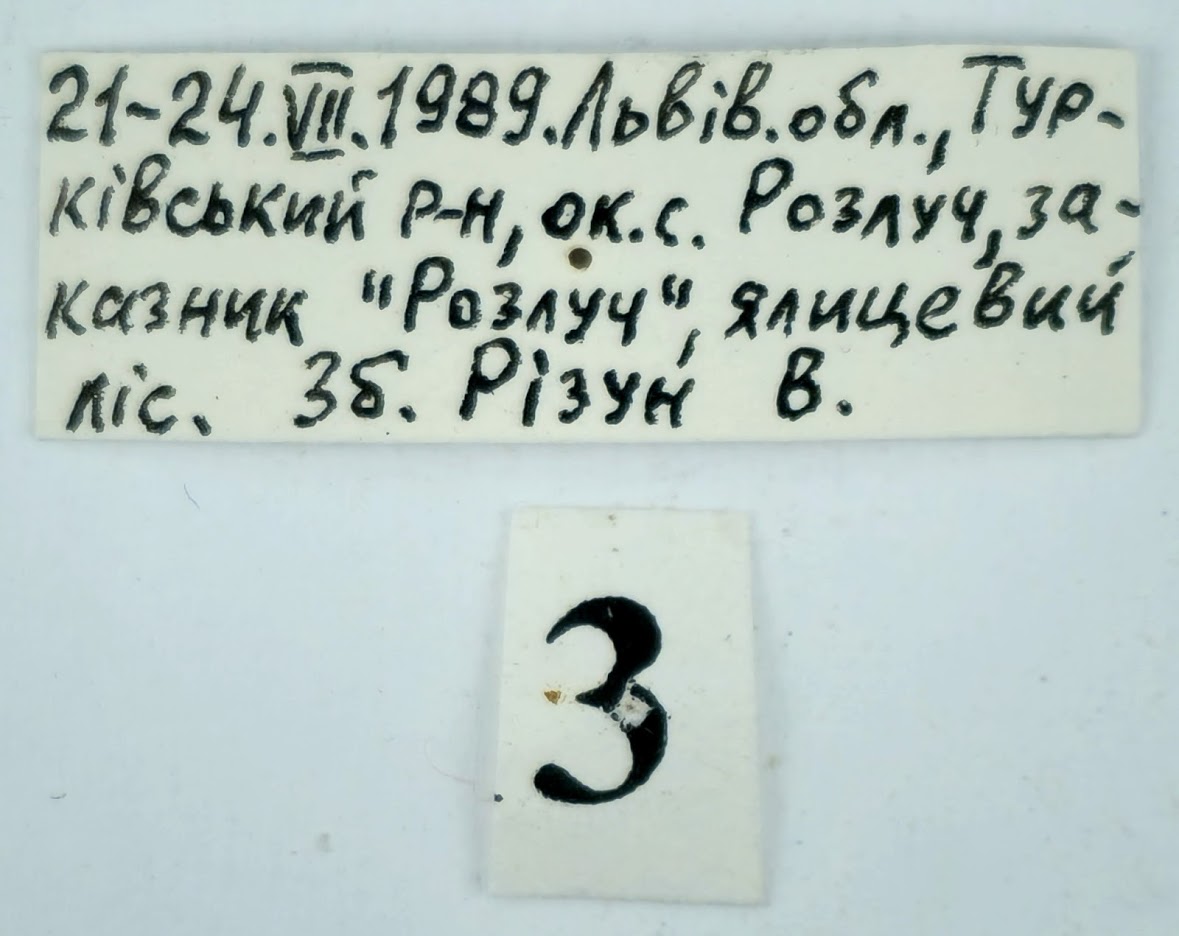 21-24.VII.1989.Львів.обл., Тур-
ківський р-н, ок.с. Розлуч, за-
казник "Розлуч", ялицевий
ліс. Зб. Різун В.
3